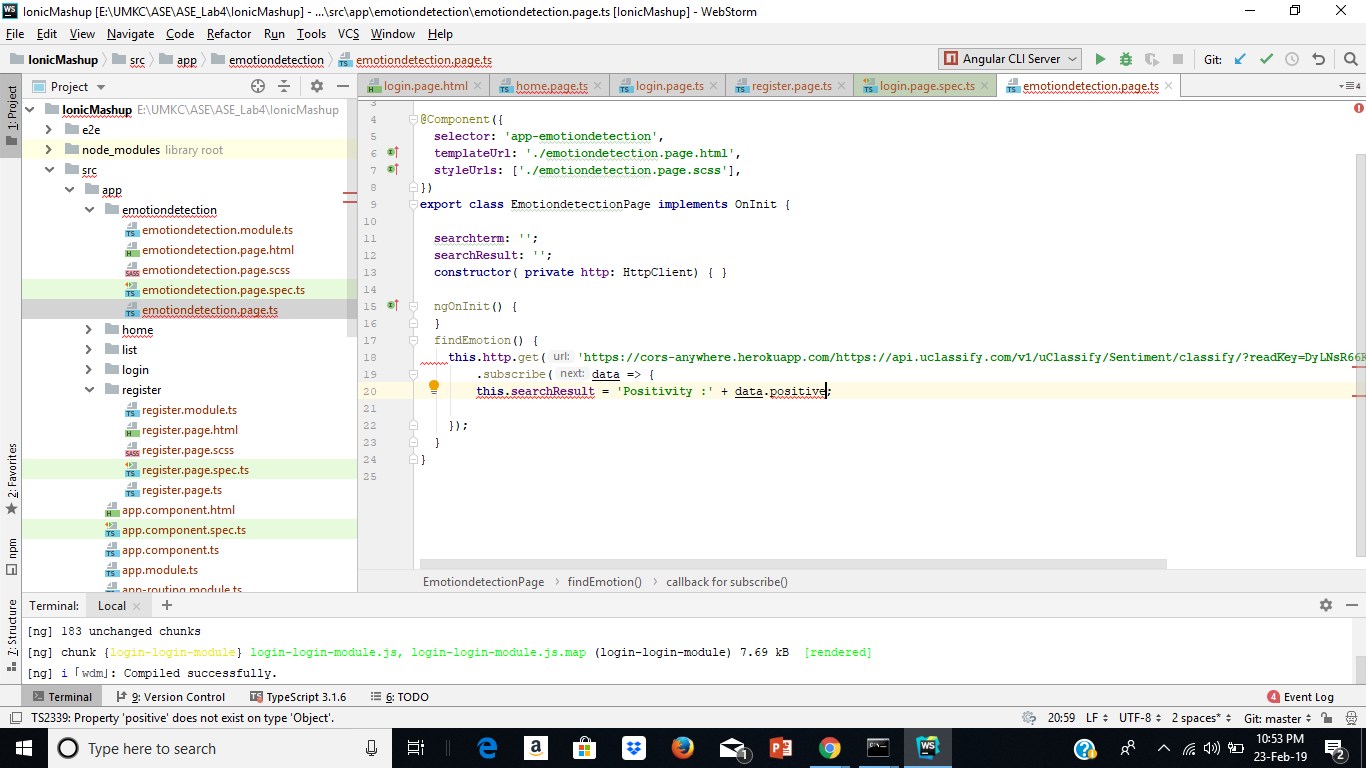 IonicMashup [E:\UMKC\ASE\ASE_Lab4\IonicMashup] - ...\src\app\emotiondetection\emotiondetection.page.ts [IonicMashup] - WebStorm
File Edit View Navigate Code Refactor Run Tools VCS Window Help
IonicMashup src app emotiondetection emotiondetection.page.ts Angular CLI Server Git:
Project
login.page.html home.page.ts login.page.ts register.page.ts login.page.spec.ts emotiondetection.page.ts 4
1: Project
2: Favorites
npm
7: Structure
IonicMashup E:\UMKC\ASE\ASE_Lab4\IonicMashup
e2e
node_modules library root
src
app
emotiondetection
emotiondetection.module.ts
emotiondetection.page.html
emotiondetection.page.scss
emotiondetection.page.spec.ts
emotiondetection.page.ts
home
list
login
register
register.module.ts
register.page.html
register.page.scss
register.page.spec.ts
register.page.ts
app.component.html
app.component.spec.ts
app.component.ts
app.module.ts
app-routing.module.ts
3
4 @Component({
5 selector: 'app-emotiondetection',
6 templateUrl: './emotiondetection.page.html',
7 styleUrls: ['./emotiondetection.page.scss'],
8 })
9 export class EmotiondetectionPage implements OnInit {
10
11 searchterm: '';
12 searchResult: '';
13 constructor( private http: HttpClient) { }
14
15 ngOnInit() {
16 }
17 findEmotion() {
18 this.http.get( url: 'https://cors-anywhere.herokuapp.com/https://api.uclassify.com/v1/uClassify/Sentiment/classify/?readKey=DyLNsR66R
19 .subscribe( next: data => {
20 this.searchResult = 'Positivity :' + data.positive;
21
22 });
23 }
24 }
25
EmotiondetectionPage findEmotion() callback for subscribe()
Terminal: Local +
[ng] 183 unchanged chunks
[ng] chunk {login-login-module} login-login-module.js, login-login-module.js.map (login-login-module) 7.69 kB [rendered]
[ng] i「wdm」: Compiled successfully.
Terminal 9: Version Control TypeScript 3.1.6 6: TODO 4 Event Log
TS2339: Property 'positive' does not exist on type 'Object'. 20:59 LF UTF-8 2 spaces* Git: master
Type here to search 1 10:53 PM
23-Feb-19 2